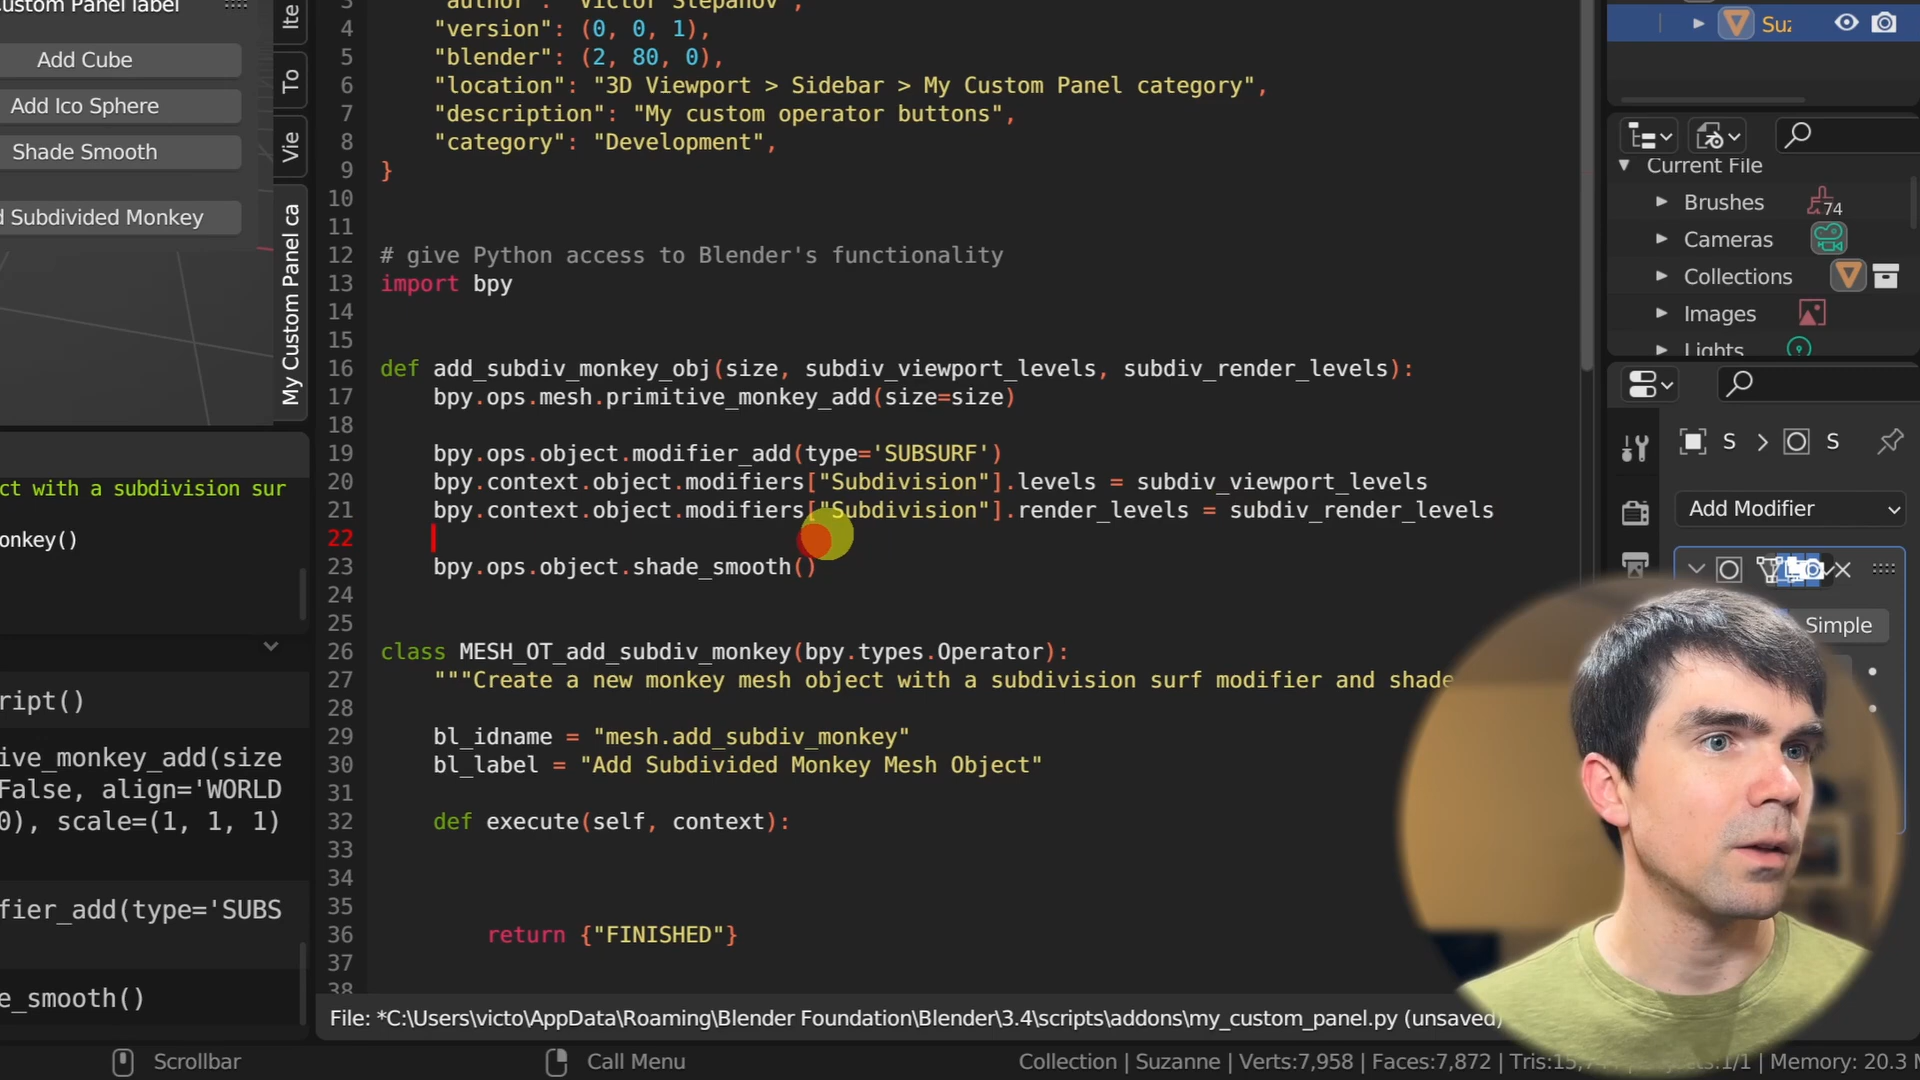 ustom Panel label
Add Cube
Add Ico Sphere
Shade Smooth
d Subdivided Monkey
Ite
To
Vie
My Custom Panel ca
ct with a subdivision sur
onkey()
ript()
ive_monkey_add(size
False, align='WORLD
0), scale=(1, 1, 1)
fier_add(type='SUBS
e_smooth()
3 "author": "Victor Stepanov",
4 "version": (0, 0, 1),
5 "blender": (2, 80, 0),
6 "location": "3D Viewport > Sidebar > My Custom Panel category",
7 "description": "My custom operator buttons",
8 "category": "Development",
9 }
10
11
12 # give Python access to Blender's functionality
13 import bpy
14
15
16 def add_subdiv_monkey_obj(size, subdiv_viewport_levels, subdiv_render_levels):
17 bpy.ops.mesh.primitive_monkey_add(size=size)
18
19 bpy.ops.object.modifier_add(type='SUBSURF')
20 bpy.context.object.modifiers["Subdivision"].levels = subdiv_viewport_levels
21 bpy.context.object.modifiers["Subdivision"].render_levels = subdiv_render_levels
22
23 bpy.ops.object.shade_smooth()
24
25
26 class MESH_OT_add_subdiv_monkey(bpy.types.Operator):
27 """Create a new monkey mesh object with a subdivision surf modifier and shade
28
29 bl_idname = "mesh.add_subdiv_monkey"
30 bl_label = "Add Subdivided Monkey Mesh Object"
31
32 def execute(self, context):
33
34
35
36 return {"FINISHED"}
37
38
File: *C:\Users\victo\AppData\Roaming\Blender Foundation\Blender\3.4\scripts\addons\my_custom_panel.py (unsaved)
Suz
Current File
Brushes 74
Cameras
Collections
Images
Lights
S > S
Add Modifier
Simple
Scrollbar
Call Menu
Collection | Suzanne | Verts:7,958 | Faces:7,872 | Tris:15,7 1/1 | Memory: 20.3 M